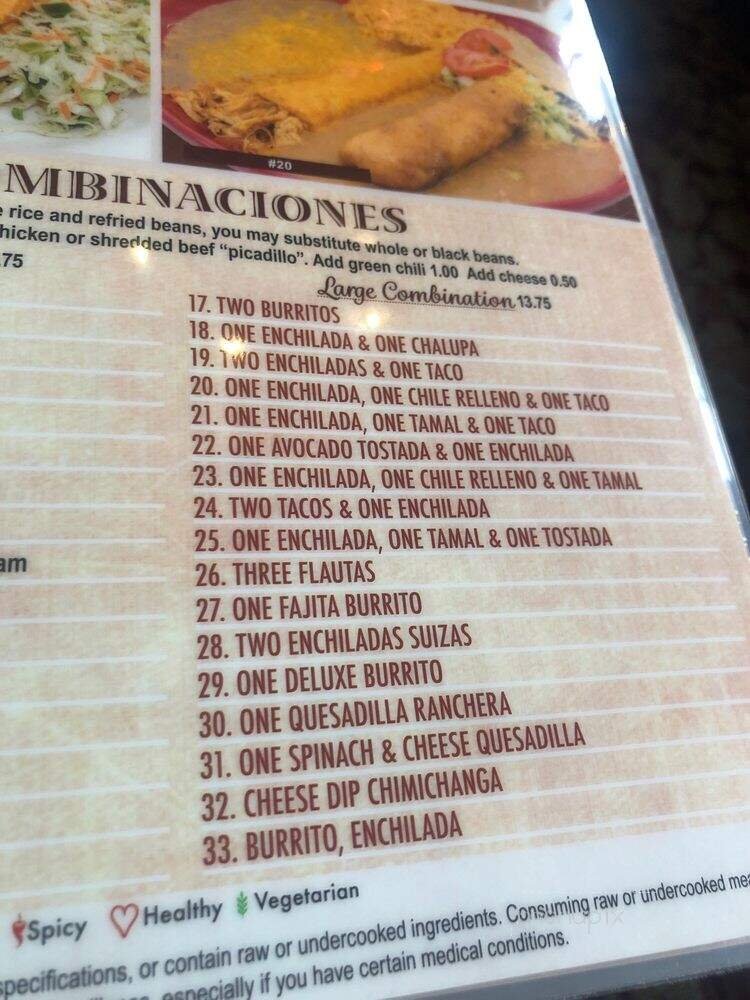 #20
MBINACIONES
rice and refried beans, you may substitute whole or black beans.
hicken or shredded beef "picadillo". Add green chili 1.00 Add cheese 0.50
.75
Large Combination 13.75
17. TWO BURRITOS
18. ONE ENCHILADA & ONE CHALUPA
19. TWO ENCHILADAS & ONE TACO
20. ONE ENCHILADA, ONE CHILE RELLENO & ONE TACO
21. ONE ENCHILADA, ONE TAMAL & ONE TACO
22. ONE AVOCADO TOSTADA & ONE ENCHILADA
23. ONE ENCHILADA, ONE CHILE RELLENO & ONE TAMAL
24. TWO TACOS & ONE ENCHILADA
25. ONE ENCHILADA, ONE TAMAL & ONE TOSTADA
am
26. THREE FLAUTAS
27. ONE FAJITA BURRITO
28. TWO ENCHILADAS SUIZAS
29. ONE DELUXE BURRITO
30. ONE QUESADILLA RANCHERA
31. ONE SPINACH & CHEESE QUESADILLA
32. CHEESE DIP CHIMICHANGA
33. BURRITO, ENCHILADA
Spicy Healthy Vegetarian
specifications, or contain raw or undercooked ingredients. Consuming raw or undercooked mea
especially if you have certain medical conditions.